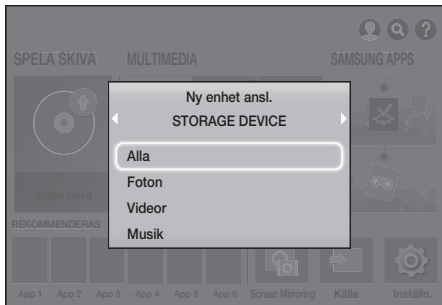 SPELA SKIVA MULTIMEDIA SAMSUNG APPS
Ny enhet ansl.
STORAGE DEVICE
Alla
Foton
Videor
Musik
Ingen skiva
REKOMMENDERAS
App 1 App 2 App 3 App 4 App 5 App 6 Screen Mirroring Källa Inställn.